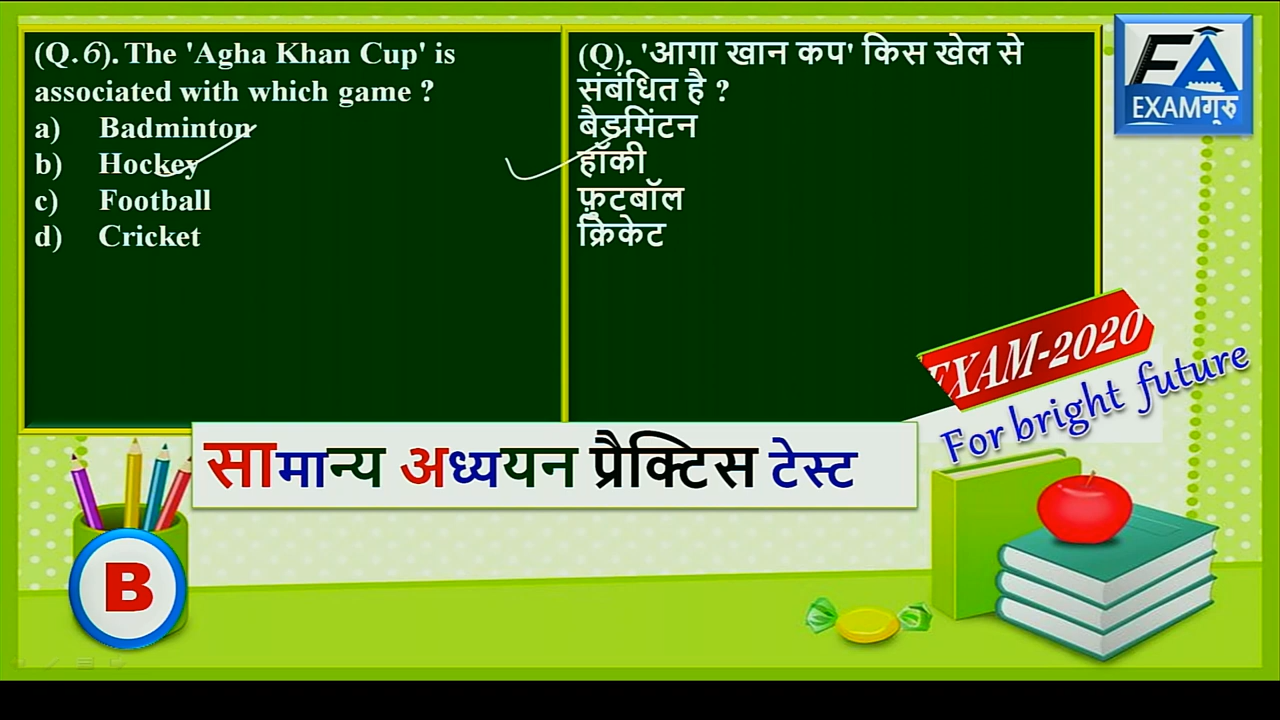 (Q.6). The 'Agha Khan Cup' is
associated with which game ?
a) Badminton
b) Hockey
c) Football
d) Cricket
(Q). 'आगा खान कप' किस खेल से
संबंधित है ?
बैडमिंटन
हॉकी
फ़ुटबॉल
क्रिकेट
EXAMगुरु
EXAM-2020
For bright future
सामान्य अध्ययन प्रैक्टिस टेस्ट
B